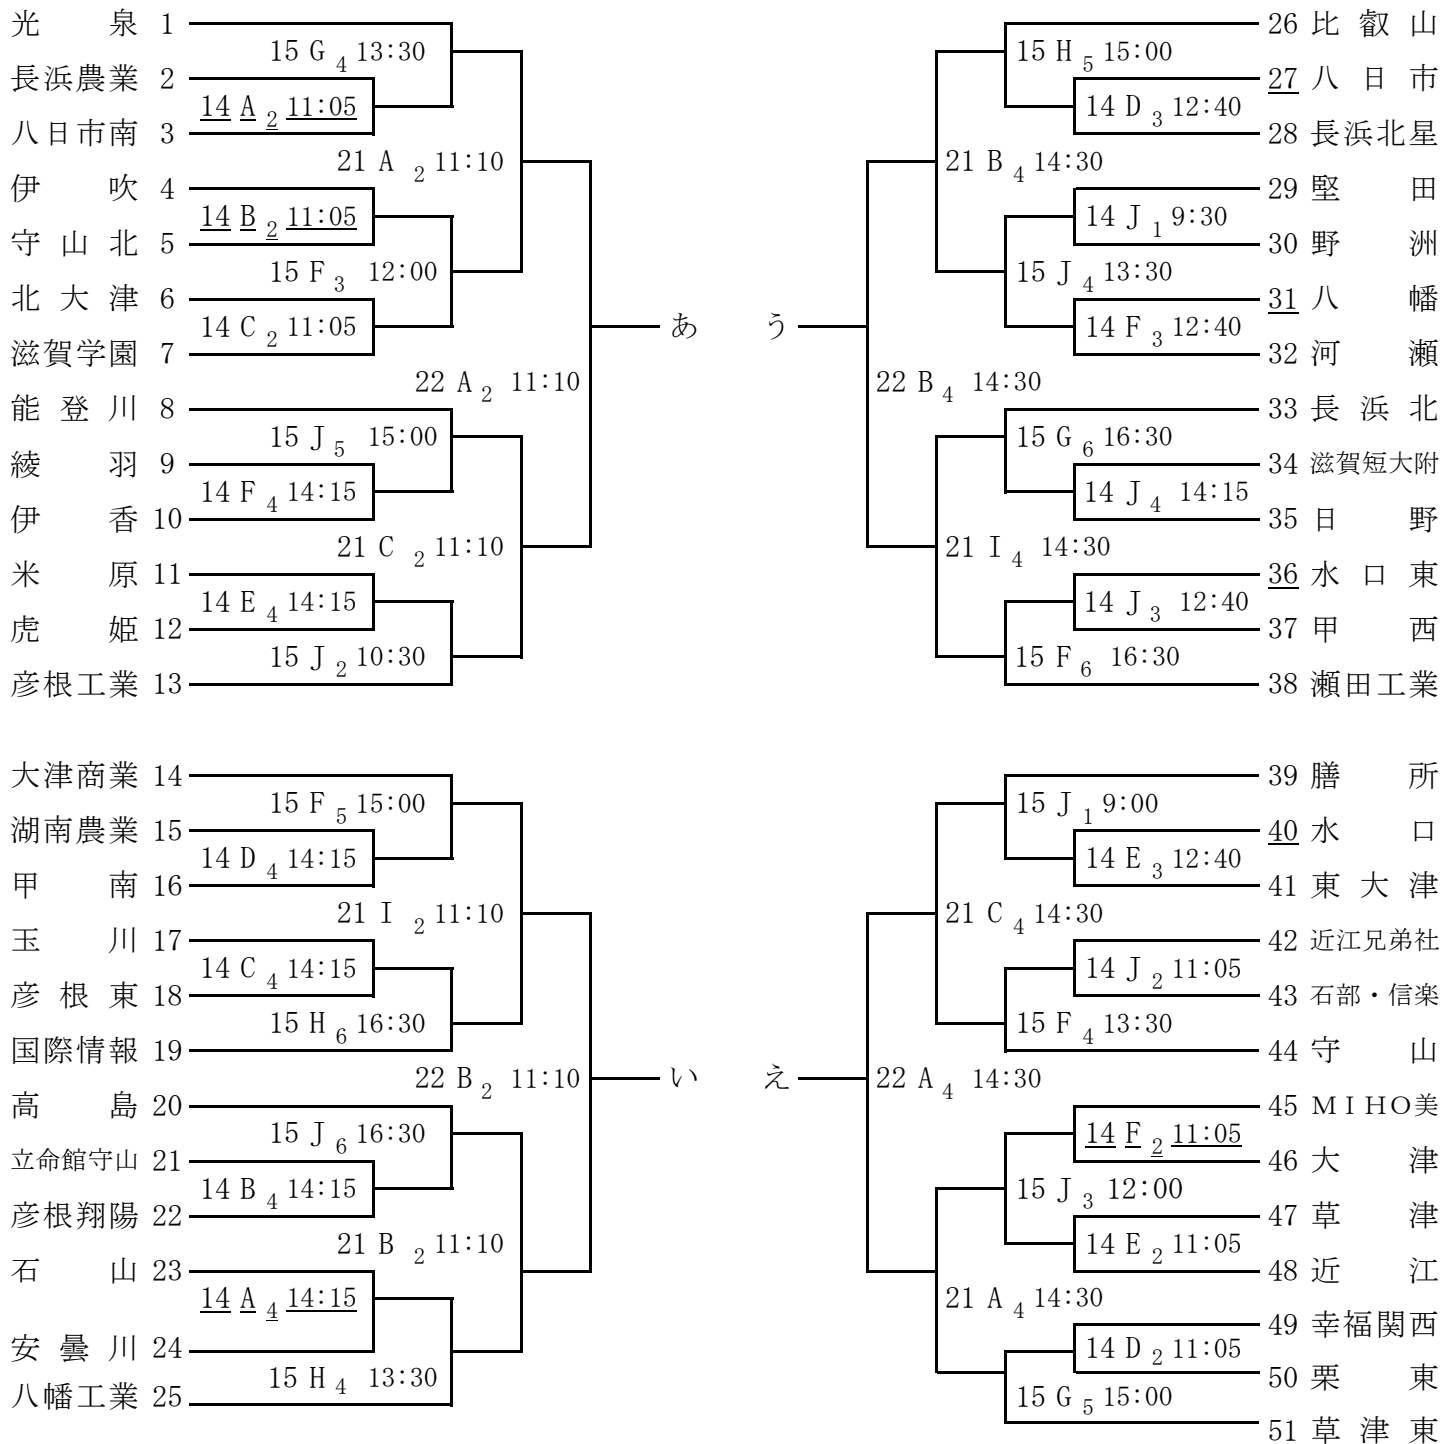 光泉 1
15 G 4 13:30
長浜農業 2
14 A 2 11:05
八日市南 3
21 A 2 11:10
伊吹 4
14 B 2 11:05
守山北 5
15 F 3 12:00
北大津 6
14 C 2 11:05
滋賀学園 7
あ
22 A 2 11:10
能登川 8
15 J 5 15:00
綾羽 9
14 F 4 14:15
伊香 10
21 C 2 11:10
米原 11
14 E 4 14:15
虎姫 12
15 J 2 10:30
彦根工業 13
大津商業 14
15 F 5 15:00
湖南農業 15
14 D 4 14:15
甲南 16
21 I 2 11:10
玉川 17
14 C 4 14:15
彦根東 18
15 H 6 16:30
国際情報 19
22 B 2 11:10
い
高島 20
15 J 6 16:30
立命館守山 21
14 B 4 14:15
彦根翔陽 22
21 B 2 11:10
石山 23
14 A 4 14:15
安曇川 24
15 H 4 13:30
八幡工業 25
26 比叡山
15 H 5 15:00
27 八日市
14 D 3 12:40
28 長浜北星
21 B 4 14:30
29 堅田
14 J 1 9:30
30 野洲
15 J 4 13:30
31 八幡
14 F 3 12:40
32 河瀬
う
22 B 4 14:30
33 長浜北
15 G 6 16:30
34 滋賀短大附
14 J 4 14:15
35 日野
21 I 4 14:30
36 水口東
14 J 3 12:40
37 甲西
15 F 6 16:30
38 瀬田工業
39 膳所
15 J 1 9:00
40 水口
14 E 3 12:40
41 東大津
21 C 4 14:30
42 近江兄弟社
14 J 2 11:05
43 石部・信楽
15 F 4 13:30
44 守山
え
22 A 4 14:30
45 ＭＩＨＯ美
14 F 2 11:05
46 大津
15 J 3 12:00
47 草津
14 E 2 11:05
48 近江
21 A 4 14:30
49 幸福関西
14 D 2 11:05
50 栗東
15 G 5 15:00
51 草津東